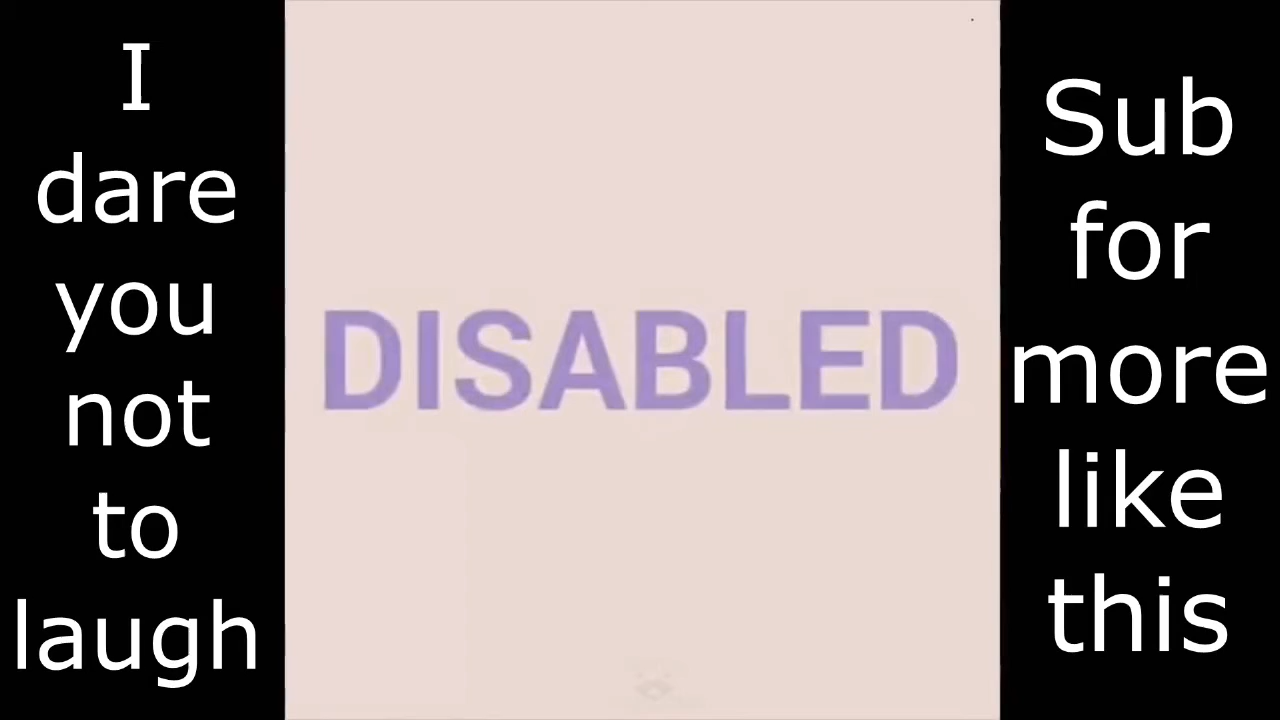 I
dare
you
not
to
laugh
DISABLED
Sub
for
more
like
this